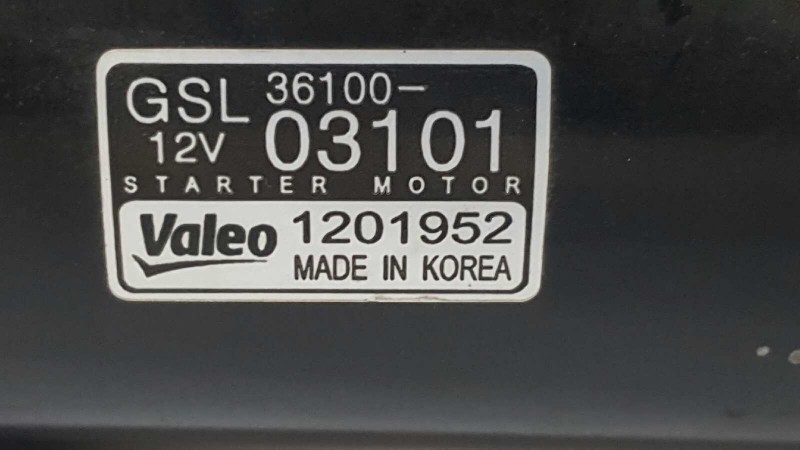 GSL 36100-
12V 03101
STARTER MOTOR
Valeo 1201952
MADE IN KOREA